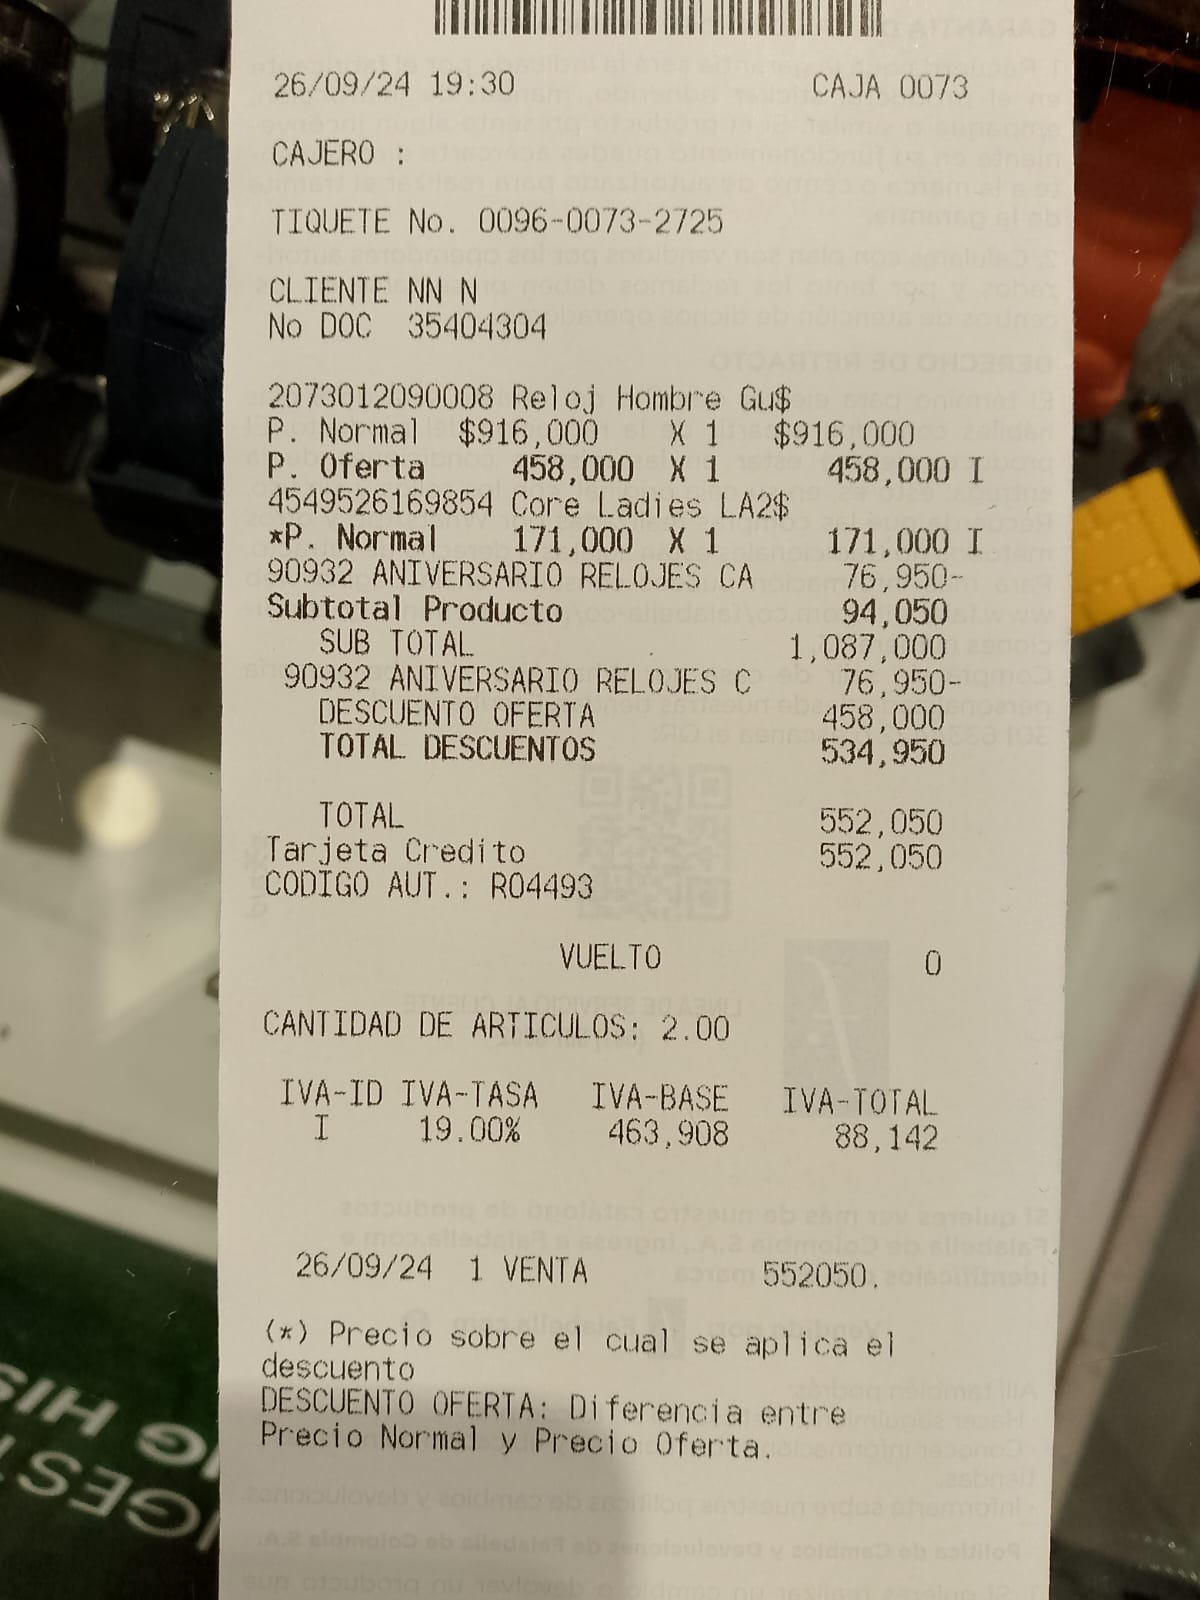 26/09/24 19:30 CAJA 0073
CAJERO :
TIQUETE No. 0096-0073-2725
CLIENTE NN N
No DOC 35404304
2073012090008 Reloj Hombre Gu$
P. Normal $916,000 X 1 $916,000
P. Oferta 458,000 X 1 458,000 I
4549526169854 Core Ladies LA2$
*P. Normal 171,000 X 1 171,000 I
90932 ANIVERSARIO RELOJES CA 76,950-
Subtotal Producto 94,050
SUB TOTAL 1,087,000
90932 ANIVERSARIO RELOJES C 76,950-
DESCUENTO OFERTA 458,000
TOTAL DESCUENTOS 534,950
TOTAL 552,050
Tarjeta Credito 552,050
CODIGO AUT.: R04493
VUELTO 0
CANTIDAD DE ARTICULOS: 2.00
IVA-ID IVA-TASA IVA-BASE IVA-TOTAL
I 19.00% 463,908 88,142
26/09/24 1 VENTA 552050.
(*) Precio sobre el cual se aplica el
descuento
DESCUENTO OFERTA: Diferencia entre
Precio Normal y Precio Oferta.